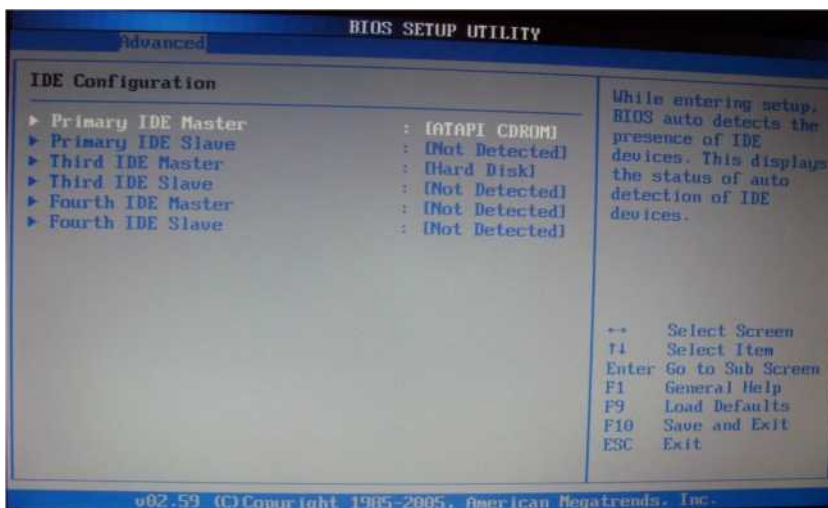 BIOS SETUP UTILITY
Advanced
IDE Configuration
▶ Primary IDE Master : [ATAPI CDROM]
▶ Primary IDE Slave : [Not Detected]
▶ Third IDE Master : [Hard Disk]
▶ Third IDE Slave : [Not Detected]
▶ Fourth IDE Master : [Not Detected]
▶ Fourth IDE Slave : [Not Detected]
While entering setup,
BIOS auto detects the
presence of IDE
devices. This displays
the status of auto
detection of IDE
devices.
↔ Select Screen
↑↓ Select Item
Enter Go to Sub Screen
F1 General Help
F9 Load Defaults
F10 Save and Exit
ESC Exit
v02.59 (C)Copyright 1985-2005, American Megatrends, Inc.